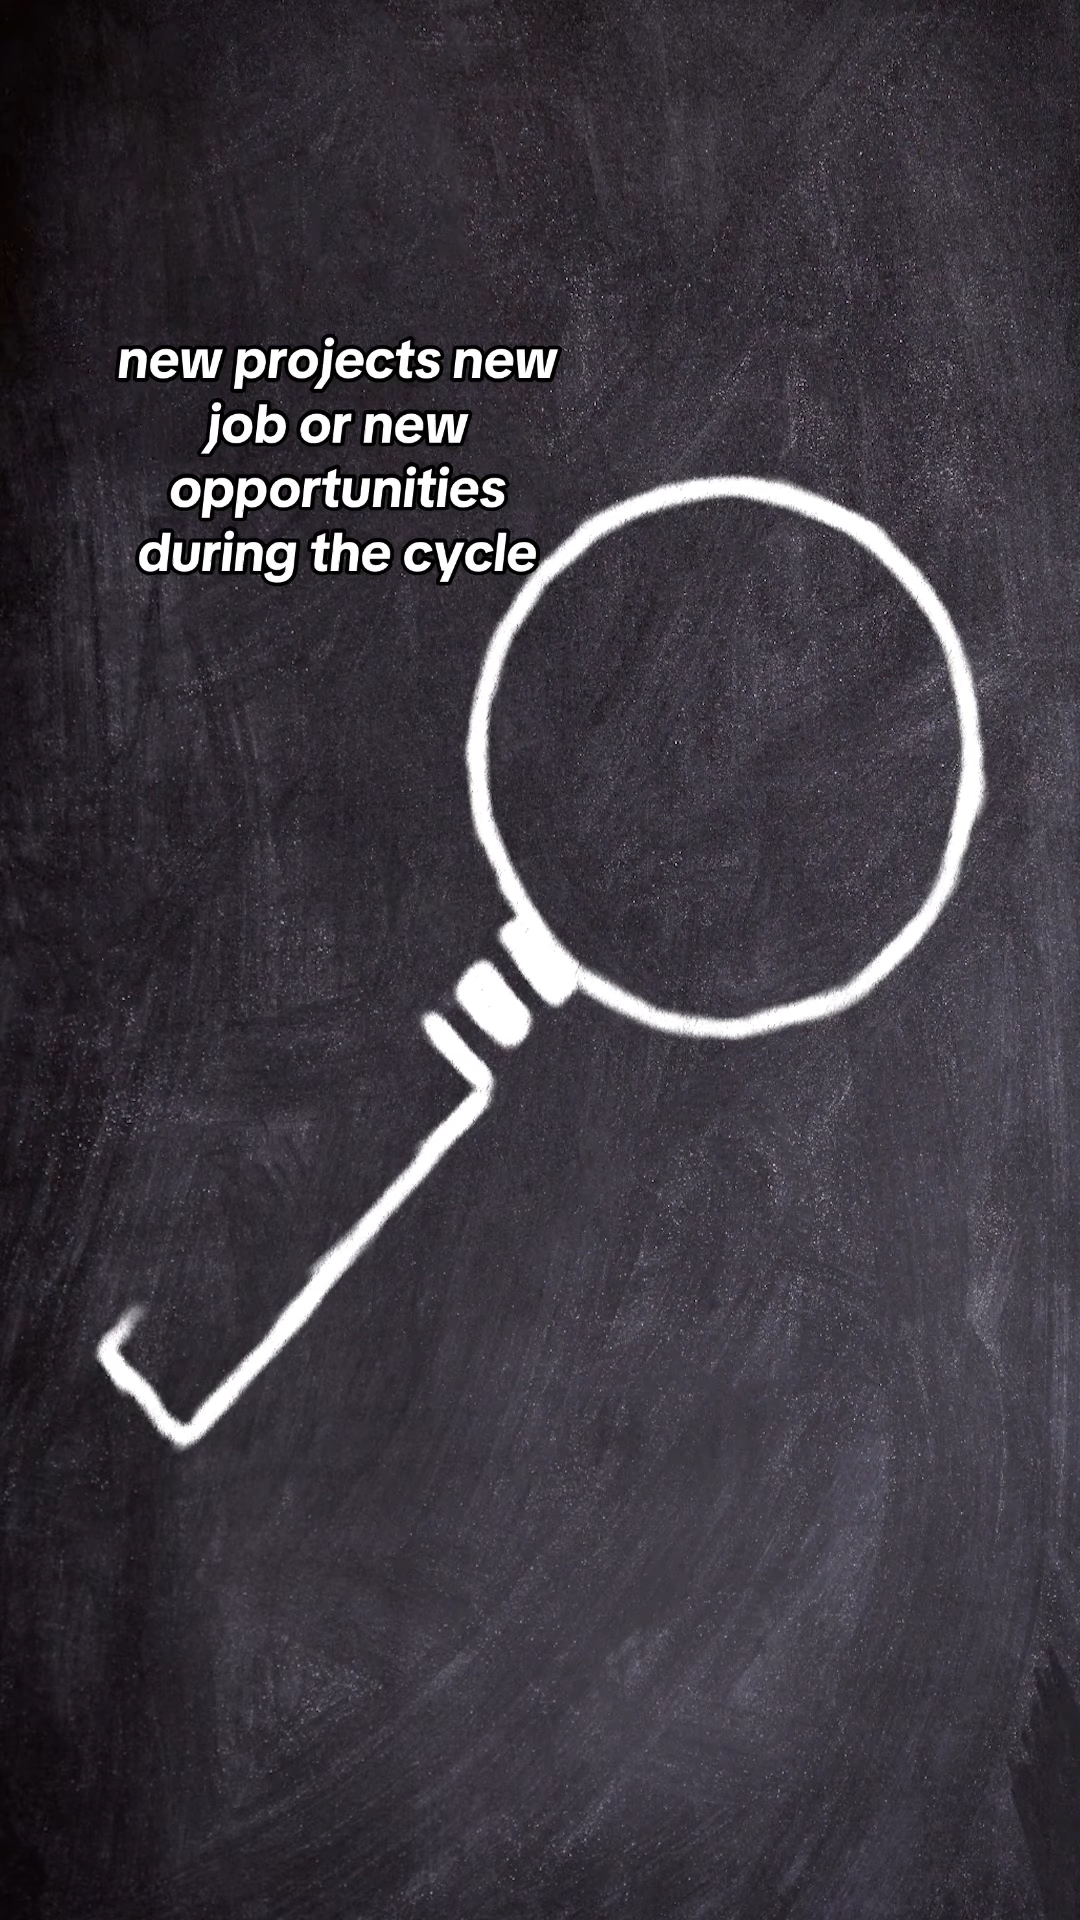 new projects new
job or new
opportunities
during the cycle